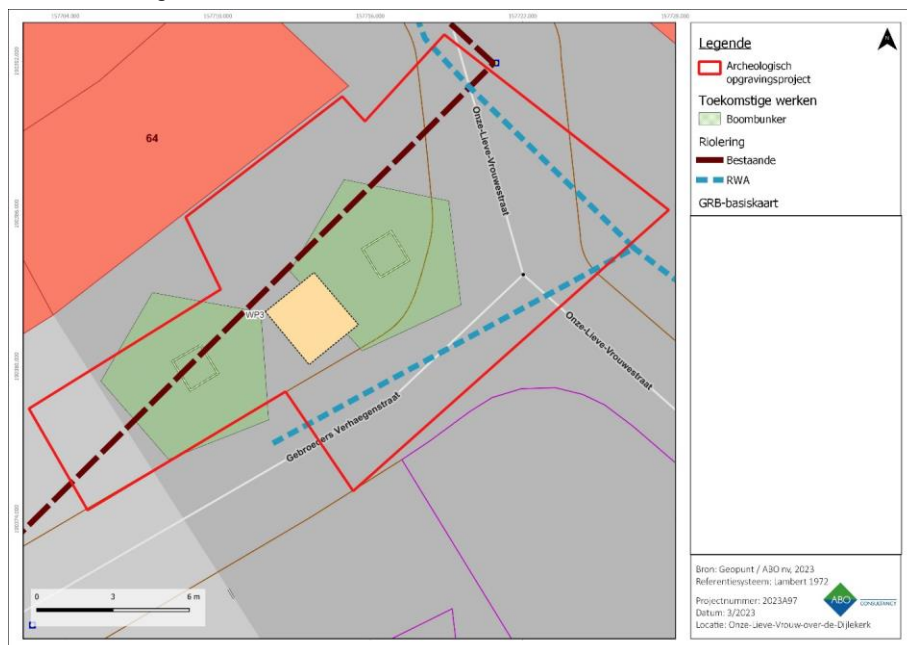 157704.000
157710.000
157716.000
157722.000
157728.000
64
WP3
Onze-Lieve-Vrouwestraat
Onze-Lieve-Vrouwestraat
Gebroeders Verhaegenstraat
0 3 6 m
Legende
N
Archeologisch
opgravingsproject
Toekomstige werken
Boombunker
Riolering
Bestaande
RWA
GRB-basiskaart
Bron: Geopunt / ABO nv, 2023
Referentiesysteem: Lambert 1972
Projectnummer: 2023A97
Datum: 3/2023
Locatie: Onze-Lieve-Vrouw-over-de-Dijlekerk
ABO
CONSULTANCY